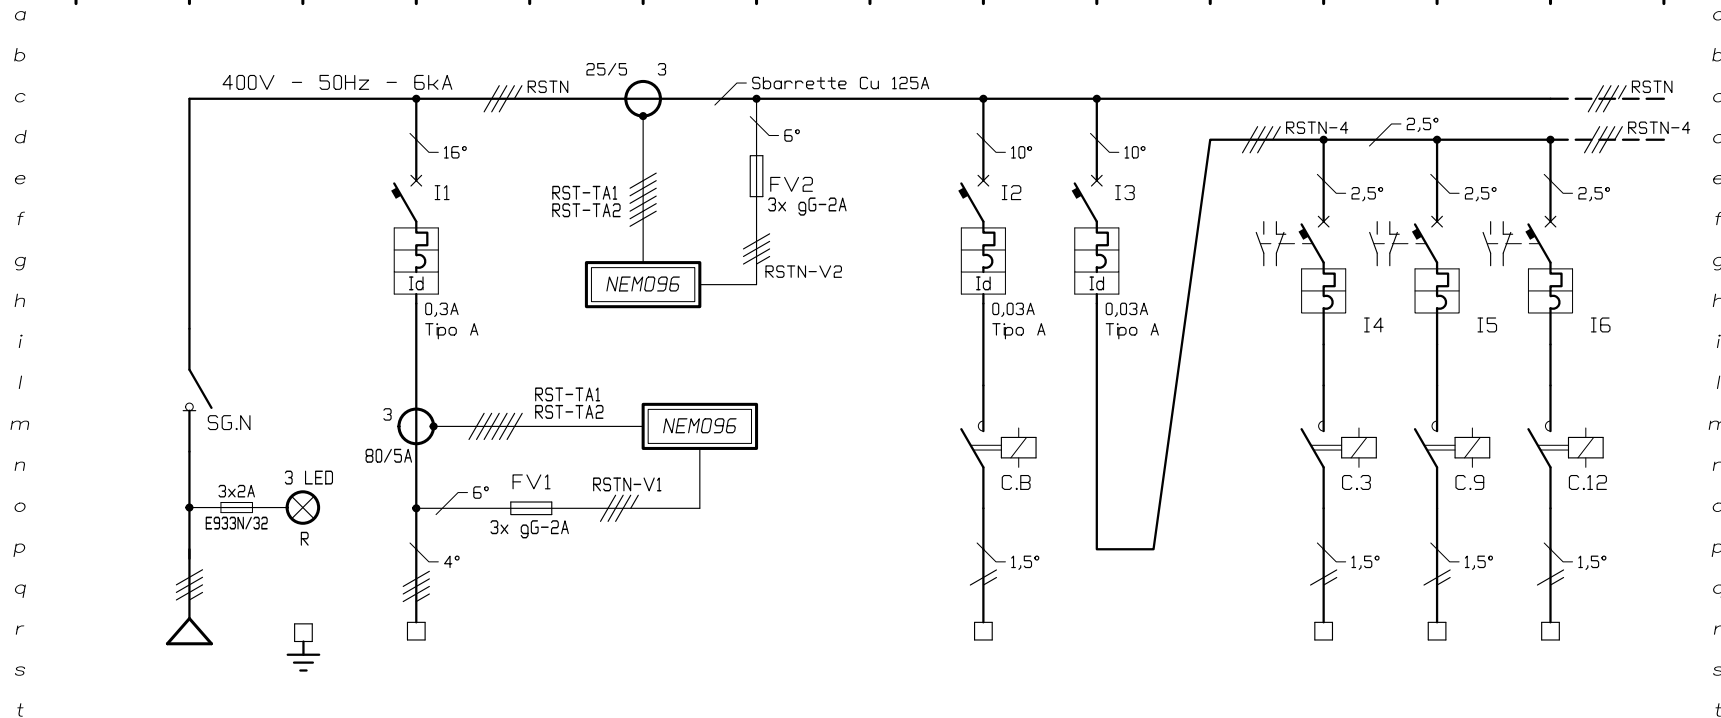 a
b
c
d
e
f
g
h
i
l
m
n
o
p
q
r
s
t
400V - 50Hz - 6kA
RSTN
25/5
3
Sbarrette Cu 125A
RSTN
RSTN-4
2,5°
RSTN-4
16°
6°
10°
10°
I1
RST-TA1
RST-TA2
FV2
3x gG-2A
I2
I3
2,5°
2,5°
2,5°
RSTN-V2
NEMO96
Id
Id
Id
0,3A
Tipo A
0,03A
Tipo A
0,03A
Tipo A
I4
I5
I6
SG.N
3
80/5A
RST-TA1
RST-TA2
NEMO96
3x2A
E933N/32
3 LED
R
6°
FV1
3x gG-2A
RSTN-V1
C.B
C.3
C.9
C.12
4°
1,5°
1,5°
1,5°
1,5°
b
e
f
g
h
i
l
p
r
s
t